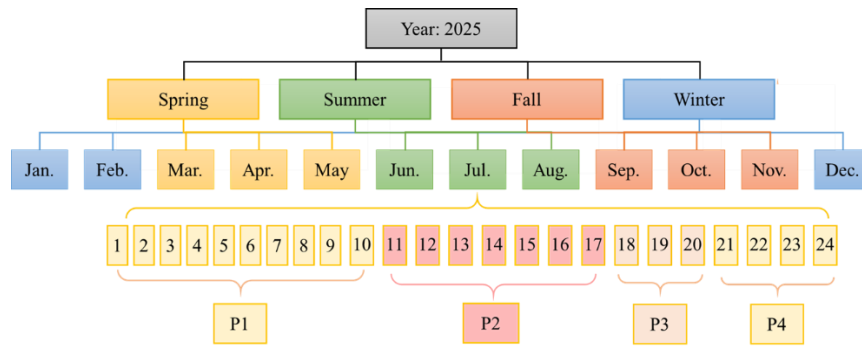 Year: 2025
Spring Summer Fall Winter
Jan. Feb. Mar. Apr. May Jun. Jul. Aug. Sep. Oct. Nov. Dec.
1 2 3 4 5 6 7 8 9 10 11 12 13 14 15 16 17 18 19 20 21 22 23 24
P1 P2 P3 P4